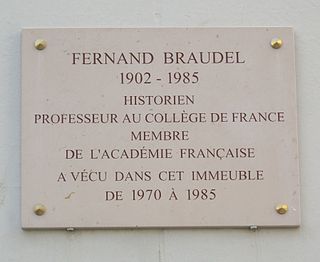 FERNAND BRAUDEL
1902 - 1985
HISTORIEN
PROFESSEUR AU COLLÈGE DE FRANCE
MEMBRE
DE L'ACADÉMIE FRANÇAISE
A VÉCU DANS CET IMMEUBLE
DE 1970 À 1985